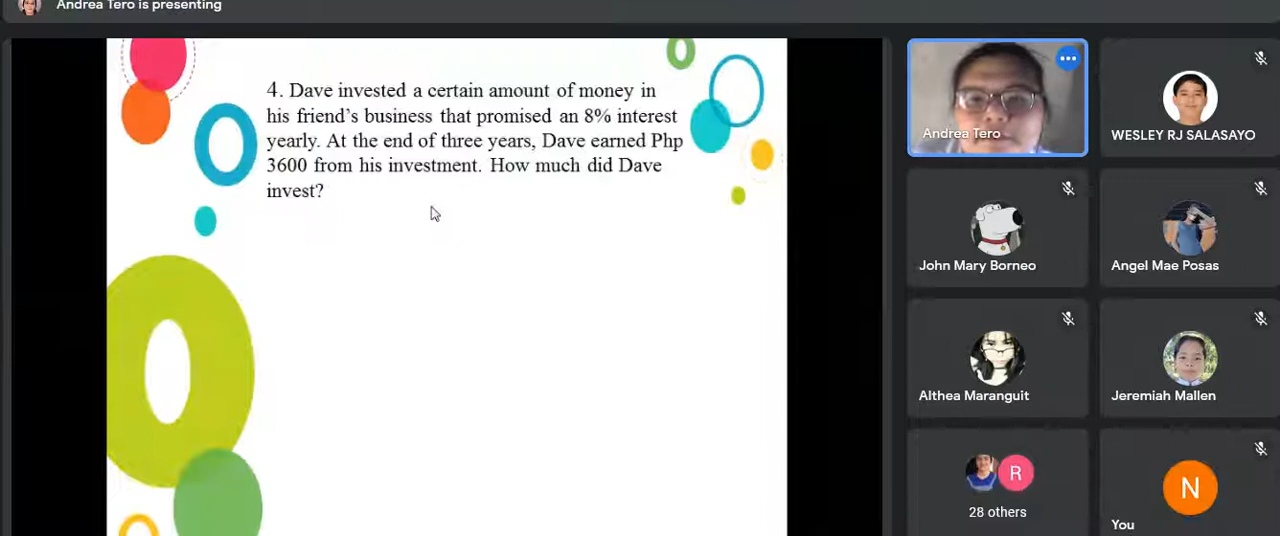 Andrea Tero is presenting
4. Dave invested a certain amount of money in
his friend's business that promised an 8% interest
yearly. At the end of three years, Dave earned Php
3600 from his investment. How much did Dave
invest?
Andrea Tero
WESLEY RJ SALASAYO
John Mary Borneo
Angel Mae Posas
Althea Maranguit
Jeremiah Mallen
R
28 others
N
You